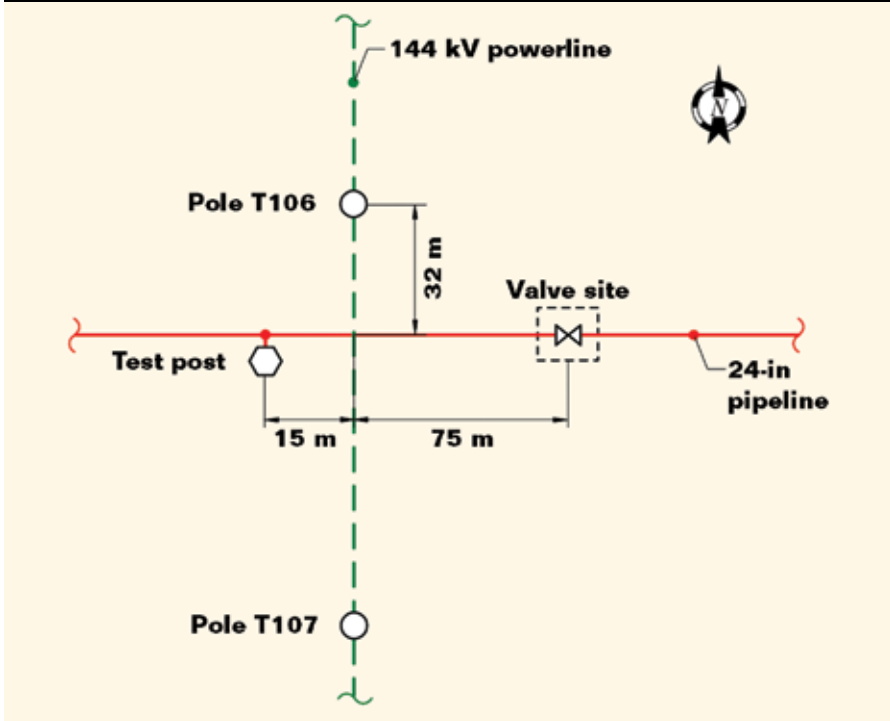 144 kV powerline
N
Pole T106
32 m
Valve site
Test post
24-in
pipeline
15 m
75 m
Pole T107